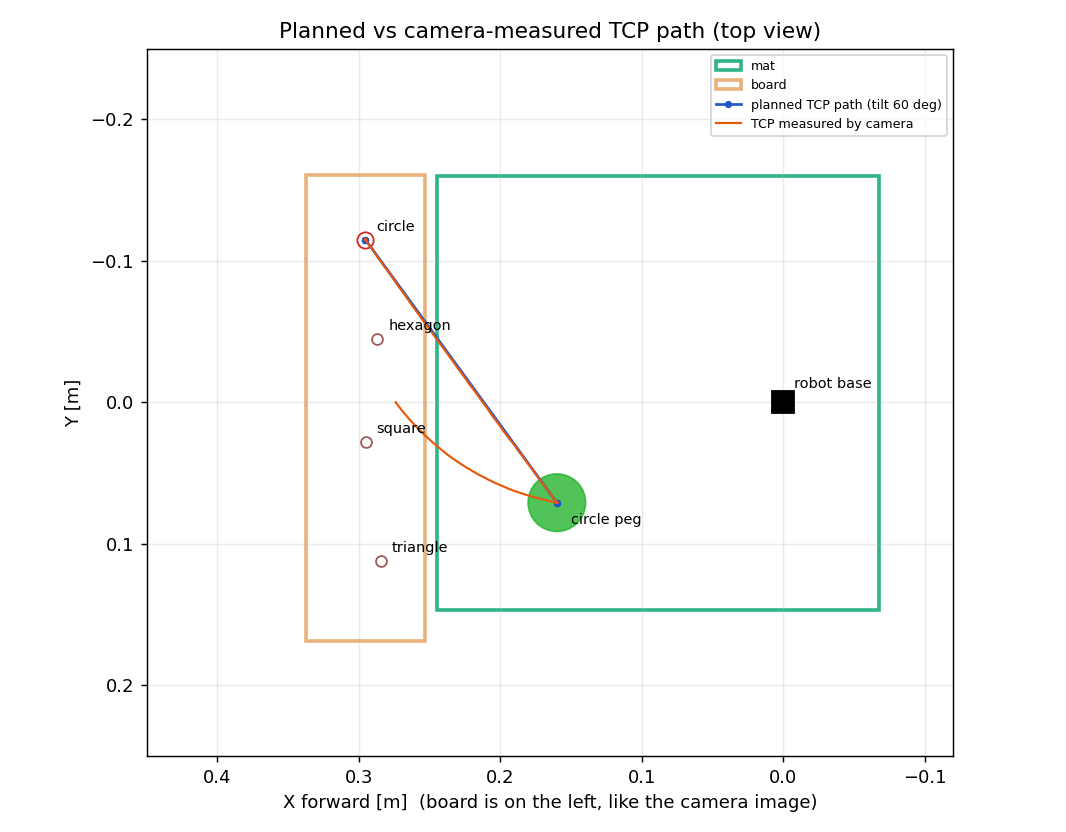 Planned vs camera-measured TCP path (top view)
mat
board
planned TCP path (tilt 60 deg)
TCP measured by camera
−0.2
−0.1
0.0
0.1
0.2
Y [m]
circle
hexagon
square
triangle
circle peg
robot base
0.4
0.3
0.2
0.1
0.0
−0.1
X forward [m]  (board is on the left, like the camera image)